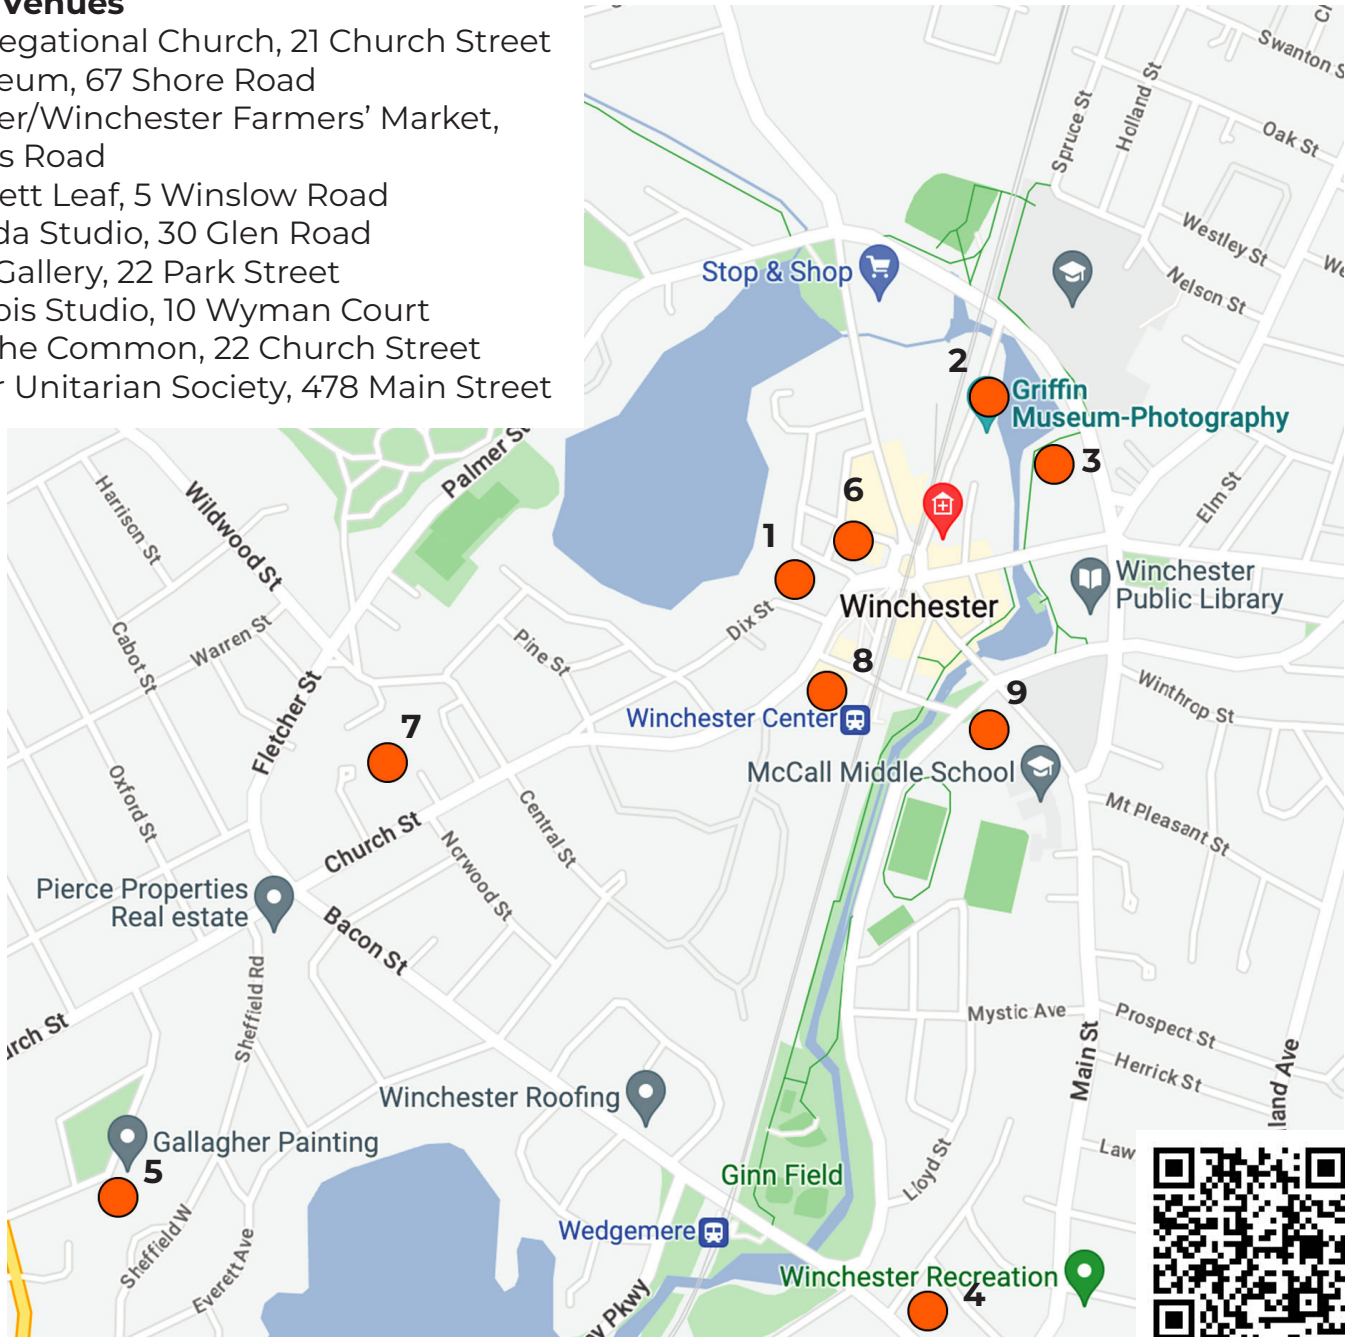 Venues
egational Church, 21 Church Street
eum, 67 Shore Road
er/Winchester Farmers’ Market,
s Road
ett Leaf, 5 Winslow Road
da Studio, 30 Glen Road
Gallery, 22 Park Street
ois Studio, 10 Wyman Court
he Common, 22 Church Street
r Unitarian Society, 478 Main Street
Swanton S
Spruce St
Holland St
Oak St
Westley St
We
Nelson St
Stop & Shop
2
Griffin
Museum-Photography
3
Palmer St
Harrison St
Wildwood St
6
1
Elm St
Winchester
Public Library
Winchester
Dix St
Cabot St
Warren St
Pine St
8
Fletcher St
Winchester Center
9
Winthrop St
7
McCall Middle School
Oxford St
Church St
Central St
Norwood St
Mt Pleasant St
Pierce Properties
Real estate
Bacon St
Sheffield Rd
Mystic Ave
Prospect St
urch St
Main St
Herrick St
land Ave
Winchester Roofing
Gallagher Painting
5
Law
Lloyd St
Ginn Field
Sheffield W
Everett Ave
Wedgemere
Winchester Recreation
4
y Pkwy